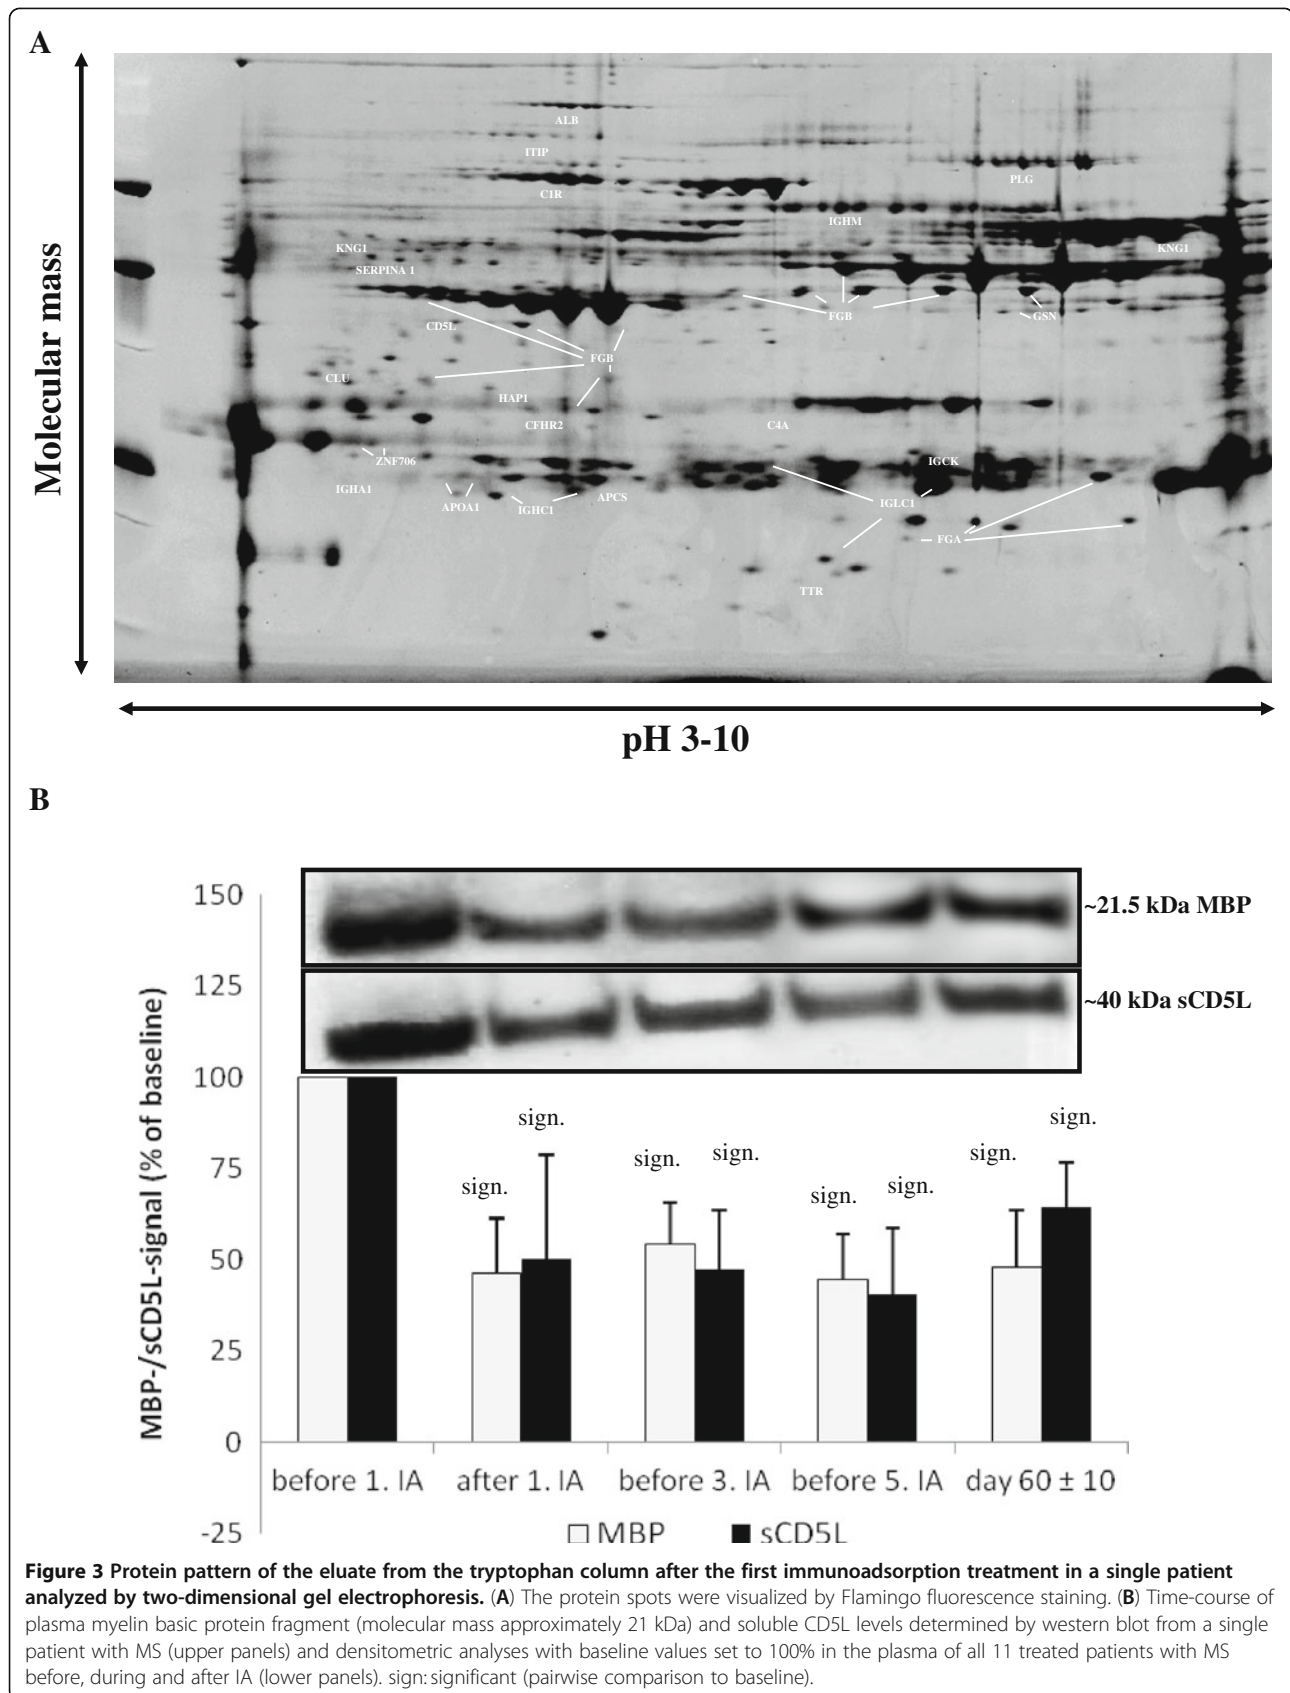 A
Molecular mass
ALB
ITIP
C1R
PLG
IGHM
KNG1
KNG1
SERPINA 1
FGB
GSN
CD5L
FGB
CLU
HAP1
CFHR2
C4A
ZNF706
IGCK
IGHA1
APOA1
IGHC1
APCS
IGLC1
FGA
TTR
pH 3-10
B
MBP-/sCD5L-signal (% of baseline)
150
125
100
75
50
25
0
-25
~21.5 kDa MBP
~40 kDa sCD5L
sign.
sign.
sign.
sign.
sign.
sign.
sign.
sign.
before 1. IA
after 1. IA
before 3. IA
before 5. IA
day 60 ± 10
MBP
sCD5L
Figure 3 Protein pattern of the eluate from the tryptophan column after the first immunoadsorption treatment in a single patient
analyzed by two-dimensional gel electrophoresis. (A) The protein spots were visualized by Flamingo fluorescence staining. (B) Time-course of
plasma myelin basic protein fragment (molecular mass approximately 21 kDa) and soluble CD5L levels determined by western blot from a single
patient with MS (upper panels) and densitometric analyses with baseline values set to 100% in the plasma of all 11 treated patients with MS
before, during and after IA (lower panels). sign: significant (pairwise comparison to baseline).